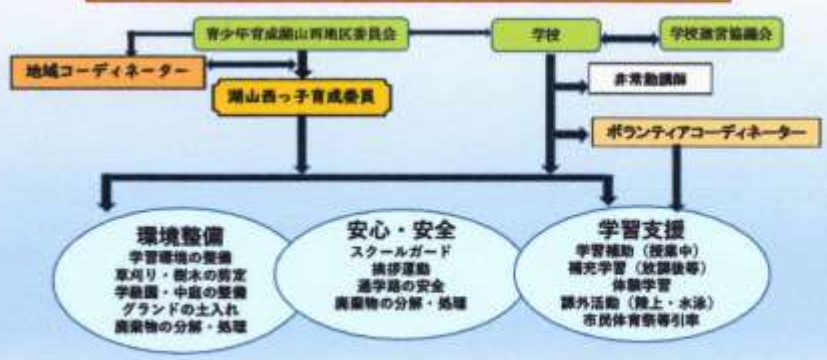 青少年育成湖山西地区委員会
学校
学校運営協議会
地域コーディネーター
非常勤講師
湖山西っ子育成委員
ボランティアコーディネーター
環境整備
学習環境の整備
草刈り・樹木の剪定
学級園・中庭の整備
グランドの土入れ
廃棄物の分解・処理
安心・安全
スクールガード
挨拶運動
通学路の安全
廃棄物の分解・処理
学習支援
学習補助（授業中）
補充学習（放課後等）
体験学習
課外活動（陸上・水泳）
市民体育祭等引率